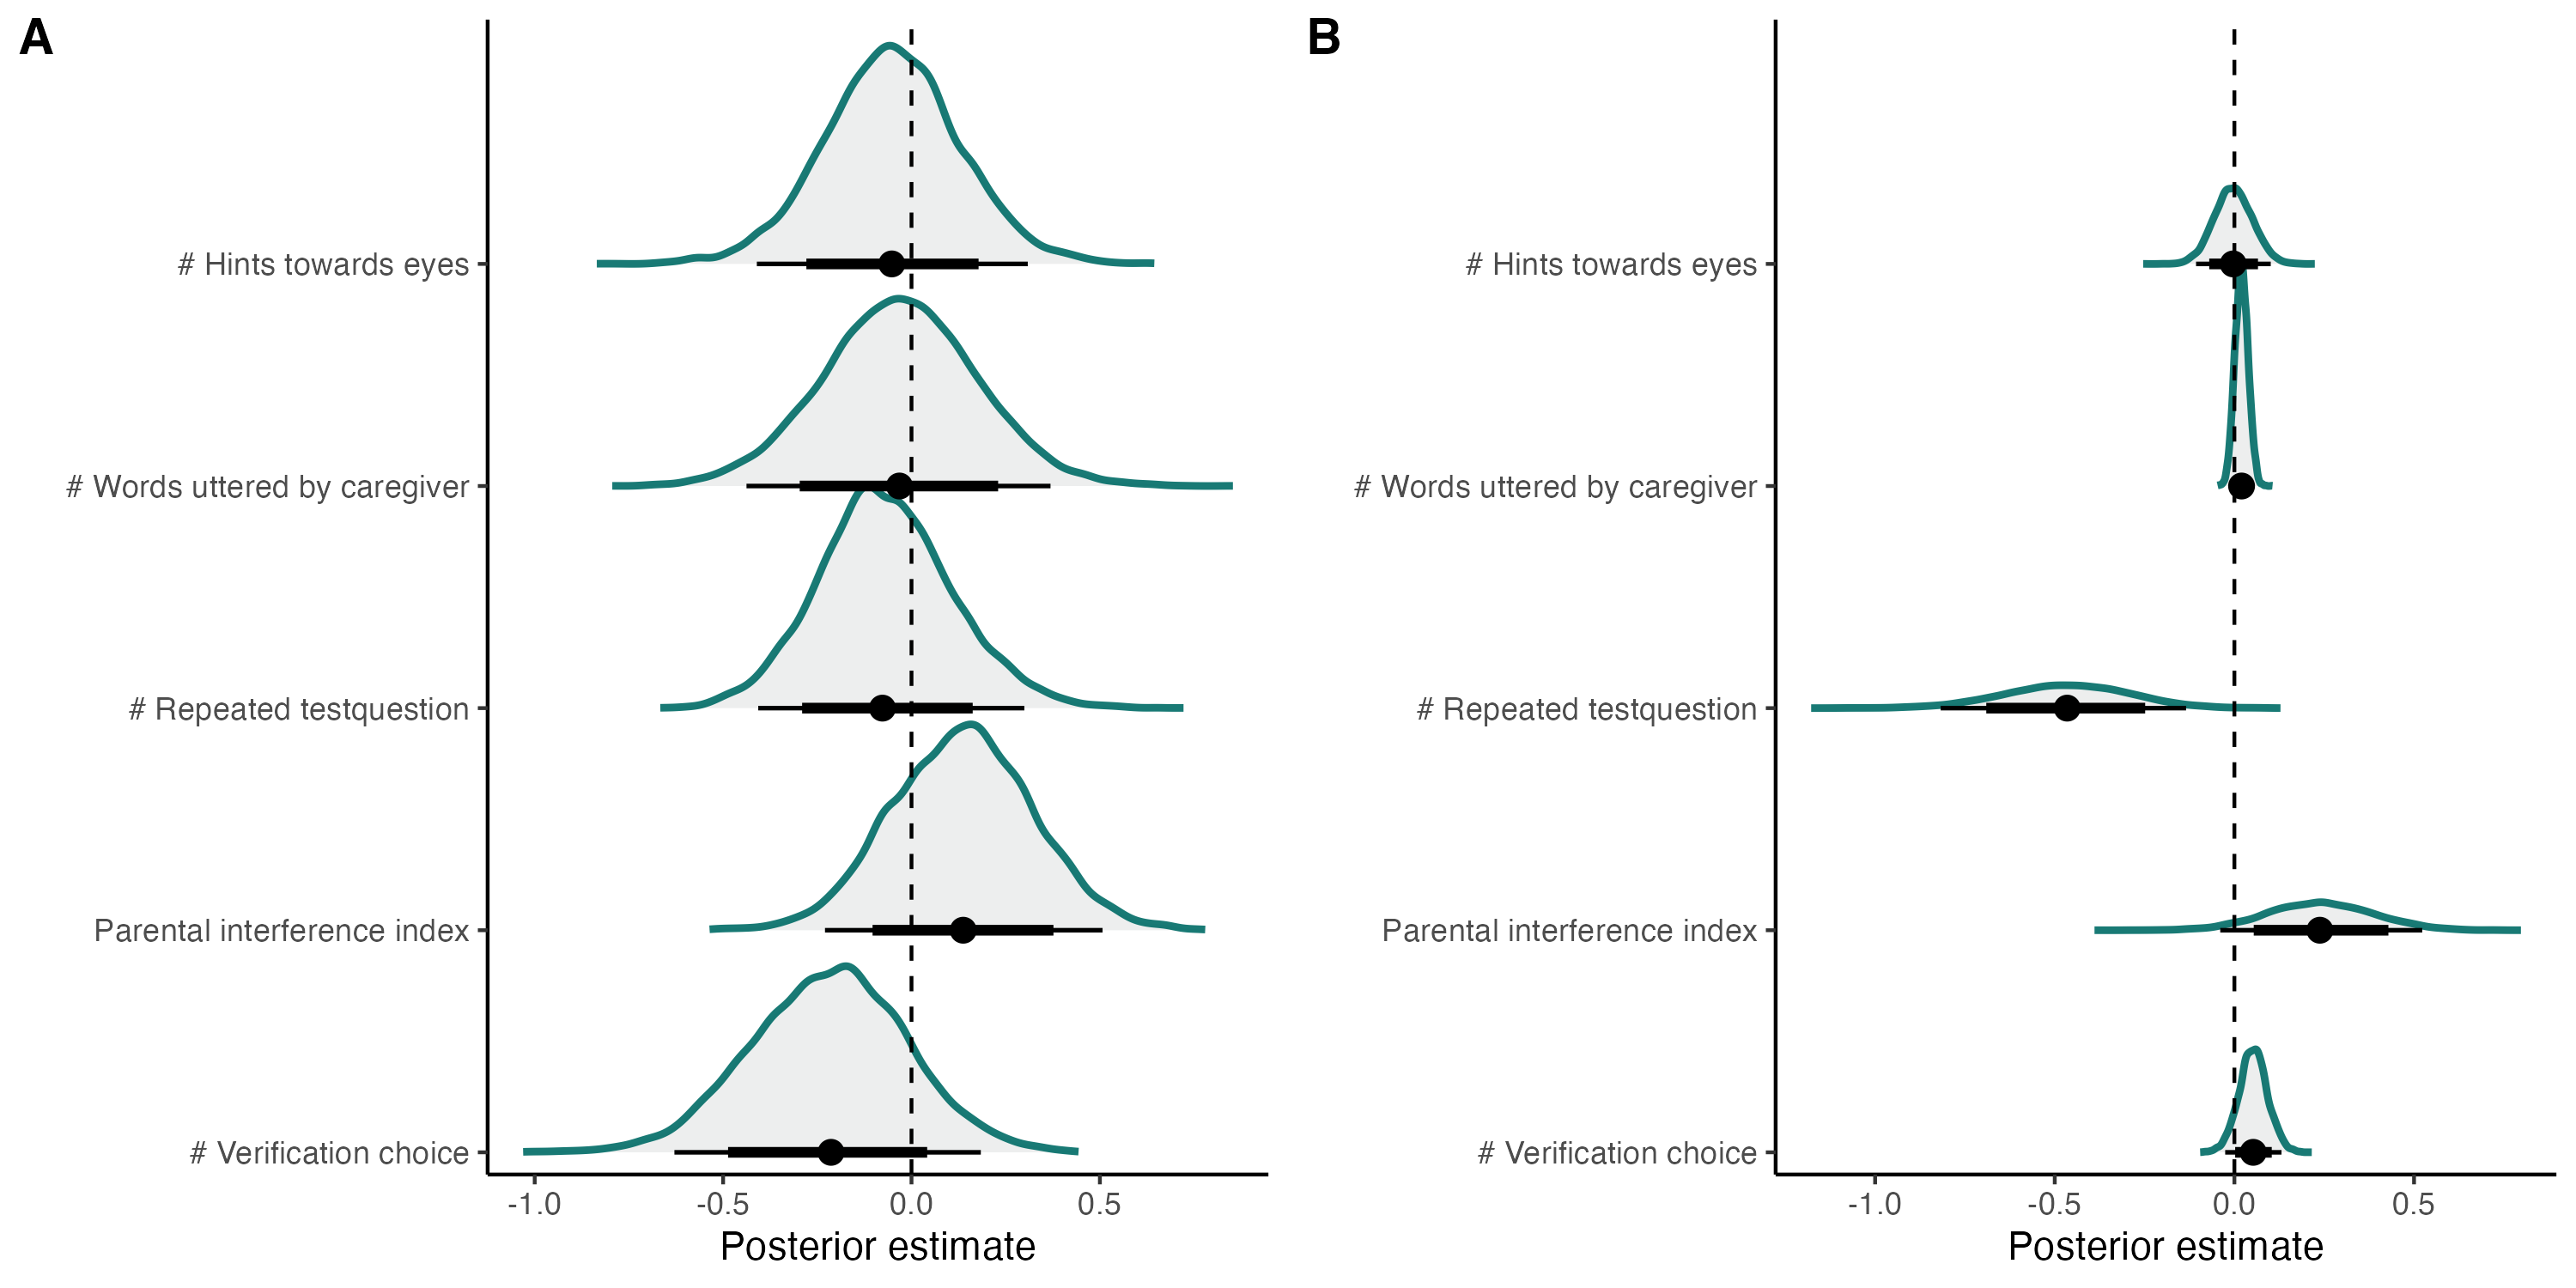 A
# Hints towards eyes
# Words uttered by caregiver
# Repeated testquestion
Parental interference index
# Verification choice
-1.0 -0.5 0.0 0.5
Posterior estimate
B
# Hints towards eyes
# Words uttered by caregiver
# Repeated testquestion
Parental interference index
# Verification choice
-1.0 -0.5 0.0 0.5
Posterior estimate